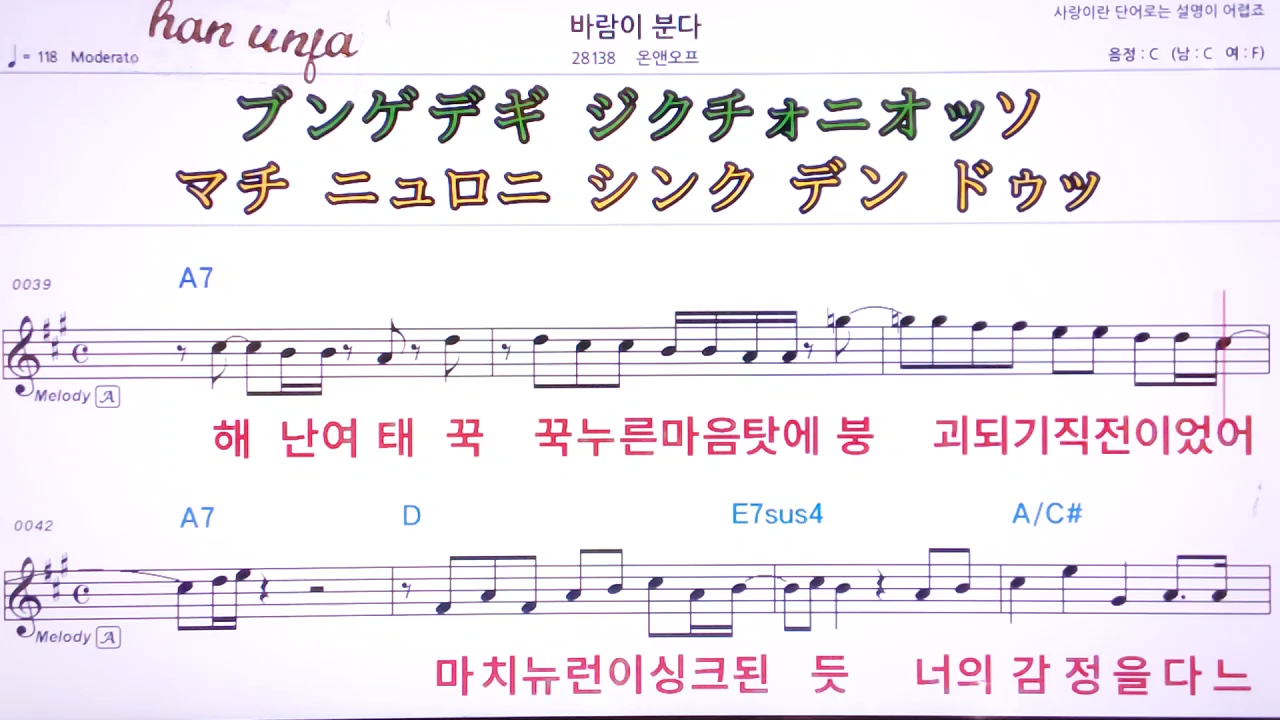 han unja
바람이 분다
사랑이란 단어로는 설명이 어렵죠
♩= 118 Moderato
28138 온앤오프
음정 : C (남 : C 여 : F)
ブンゲデギ ジクチォニオッソ
マチ ニュロニ シンク デン ドゥッ
0039
A7
Melody A
해 난여 태 꾹 꾹누른마음탓에 붕 괴되기직전이었어
0042
A7 D E7sus4 A/C#
Melody A
마치뉴런이싱크된 듯 너의 감정을다느